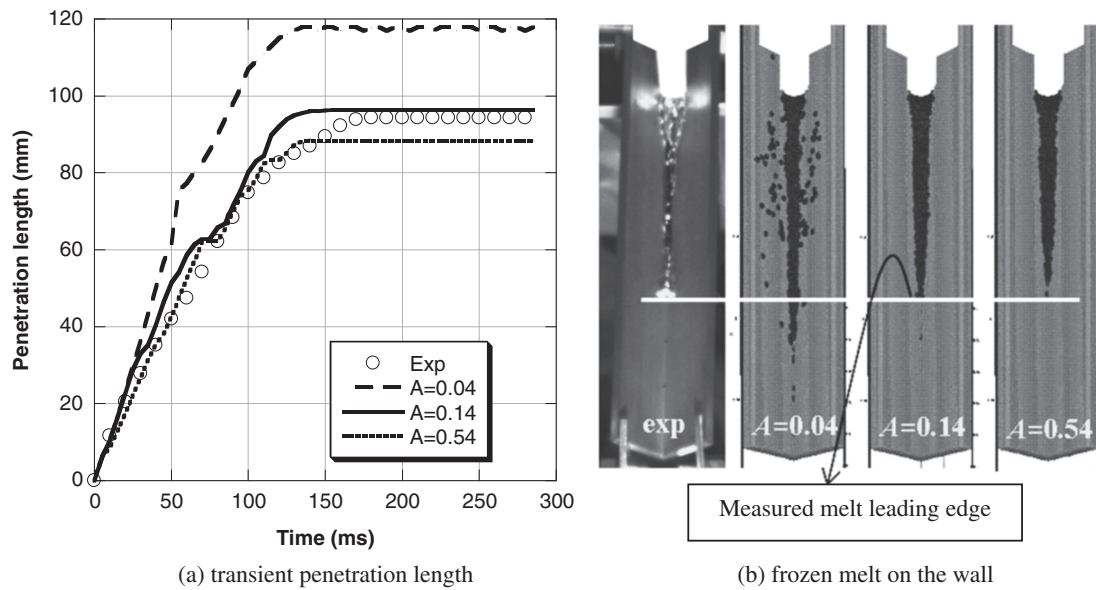 120
100
80
60
40
20
0
0 50 100 150 200 250 300
Penetration length (mm)
Time (ms)
Exp
A=0.04
A=0.14
A=0.54
(a) transient penetration length
exp
A=0.04
A=0.14
A=0.54
Measured melt leading edge
(b) frozen melt on the wall